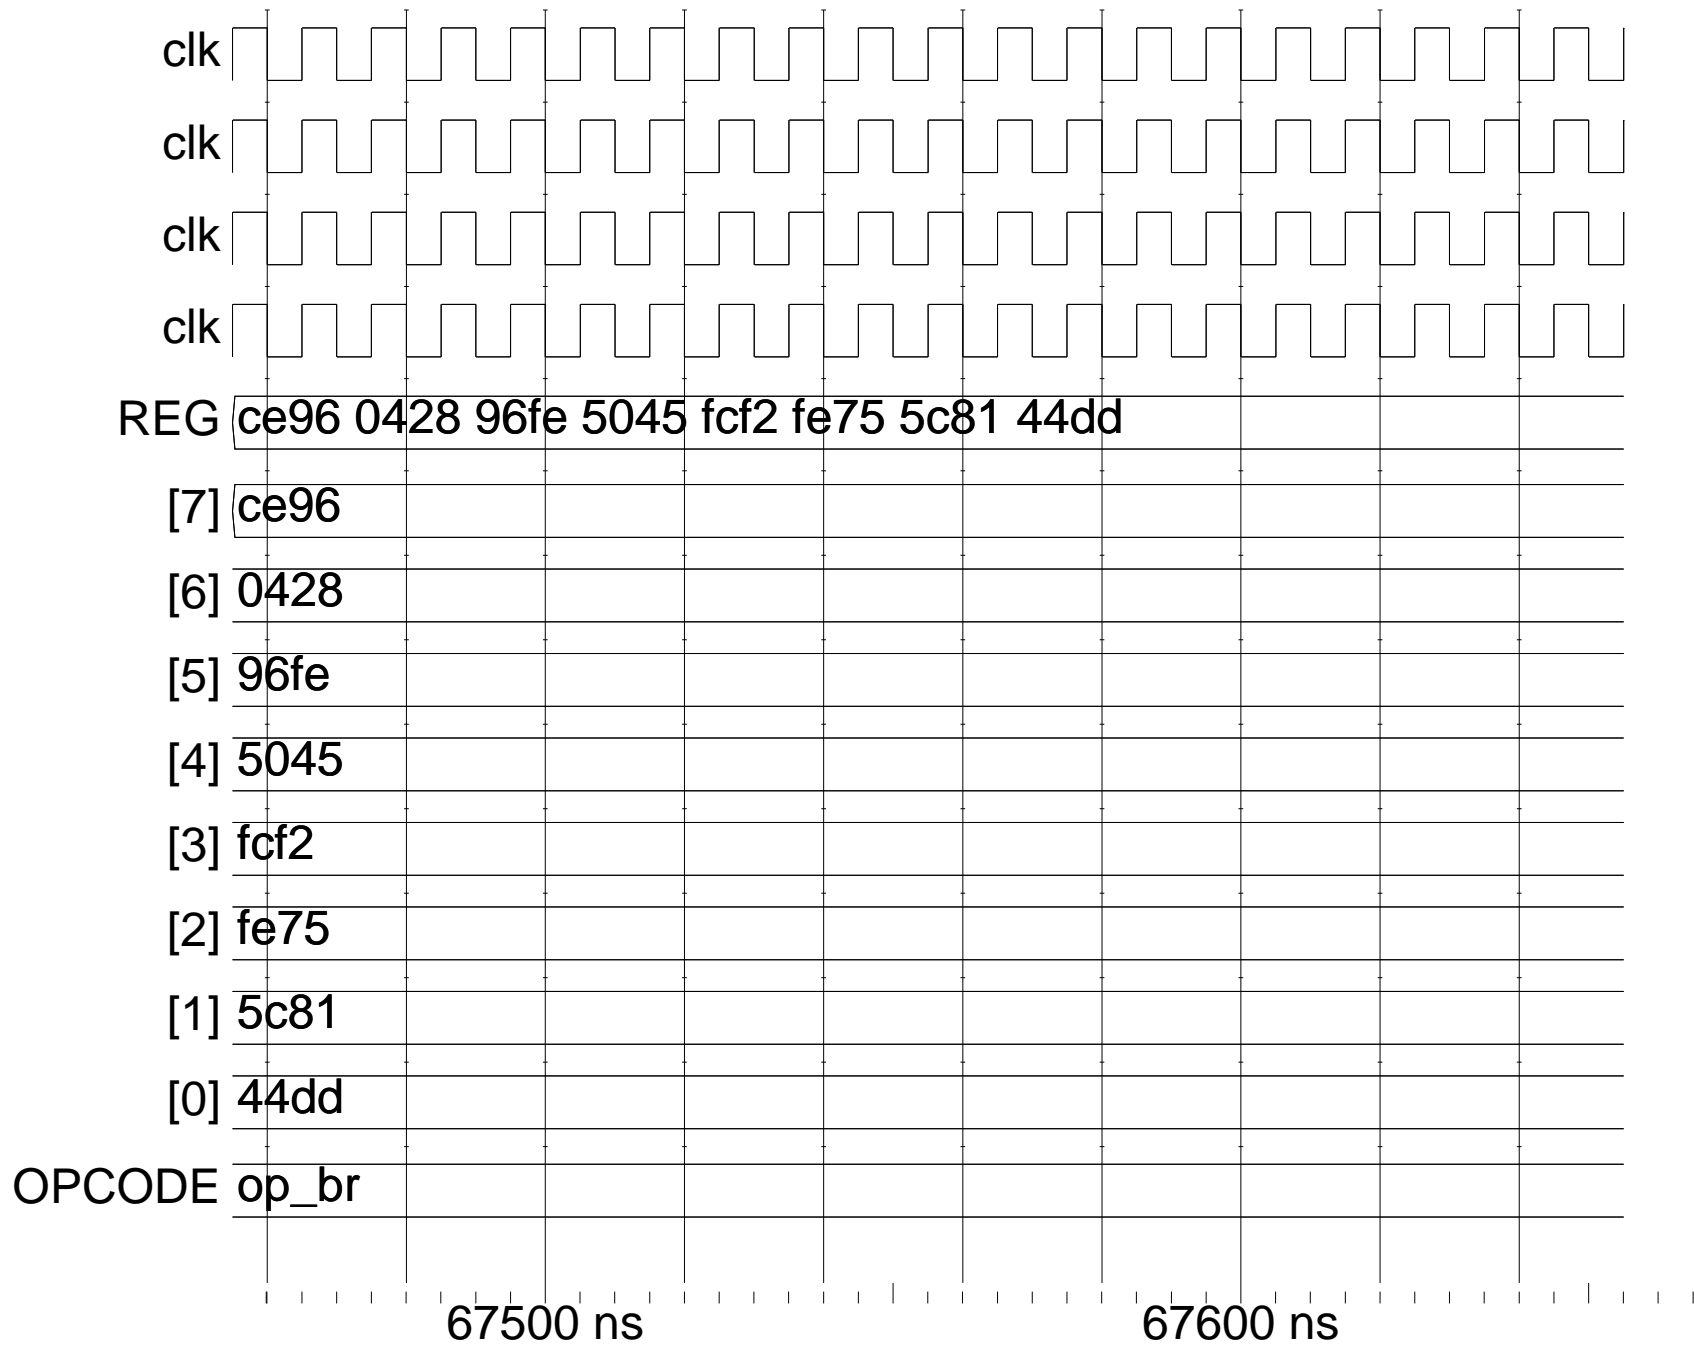 clk
clk
clk
clk
REG ce96 0428 96fe 5045 fcf2 fe75 5c81 44dd
[7] ce96
[6] 0428
[5] 96fe
[4] 5045
[3] fcf2
[2] fe75
[1] 5c81
[0] 44dd
OPCODE op_br
67500 ns 67600 ns